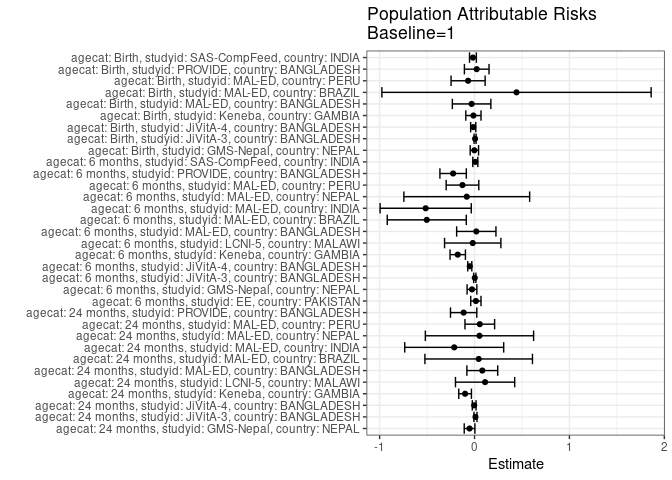 Population Attributable Risks
Baseline=1
agecat: Birth, studyid: SAS-CompFeed, country: INDIA
agecat: Birth, studyid: PROVIDE, country: BANGLADESH
agecat: Birth, studyid: MAL-ED, country: PERU
agecat: Birth, studyid: MAL-ED, country: BRAZIL
agecat: Birth, studyid: MAL-ED, country: BANGLADESH
agecat: Birth, studyid: Keneba, country: GAMBIA
agecat: Birth, studyid: JiVitA-4, country: BANGLADESH
agecat: Birth, studyid: JiVitA-3, country: BANGLADESH
agecat: Birth, studyid: GMS-Nepal, country: NEPAL
agecat: 6 months, studyid: SAS-CompFeed, country: INDIA
agecat: 6 months, studyid: PROVIDE, country: BANGLADESH
agecat: 6 months, studyid: MAL-ED, country: PERU
agecat: 6 months, studyid: MAL-ED, country: NEPAL
agecat: 6 months, studyid: MAL-ED, country: INDIA
agecat: 6 months, studyid: MAL-ED, country: BRAZIL
agecat: 6 months, studyid: MAL-ED, country: BANGLADESH
agecat: 6 months, studyid: LCNI-5, country: MALAWI
agecat: 6 months, studyid: Keneba, country: GAMBIA
agecat: 6 months, studyid: JiVitA-4, country: BANGLADESH
agecat: 6 months, studyid: JiVitA-3, country: BANGLADESH
agecat: 6 months, studyid: GMS-Nepal, country: NEPAL
agecat: 6 months, studyid: EE, country: PAKISTAN
agecat: 24 months, studyid: PROVIDE, country: BANGLADESH
agecat: 24 months, studyid: MAL-ED, country: PERU
agecat: 24 months, studyid: MAL-ED, country: NEPAL
agecat: 24 months, studyid: MAL-ED, country: INDIA
agecat: 24 months, studyid: MAL-ED, country: BRAZIL
agecat: 24 months, studyid: MAL-ED, country: BANGLADESH
agecat: 24 months, studyid: LCNI-5, country: MALAWI
agecat: 24 months, studyid: Keneba, country: GAMBIA
agecat: 24 months, studyid: JiVitA-4, country: BANGLADESH
agecat: 24 months, studyid: JiVitA-3, country: BANGLADESH
agecat: 24 months, studyid: GMS-Nepal, country: NEPAL
-1 0 1 2
Estimate